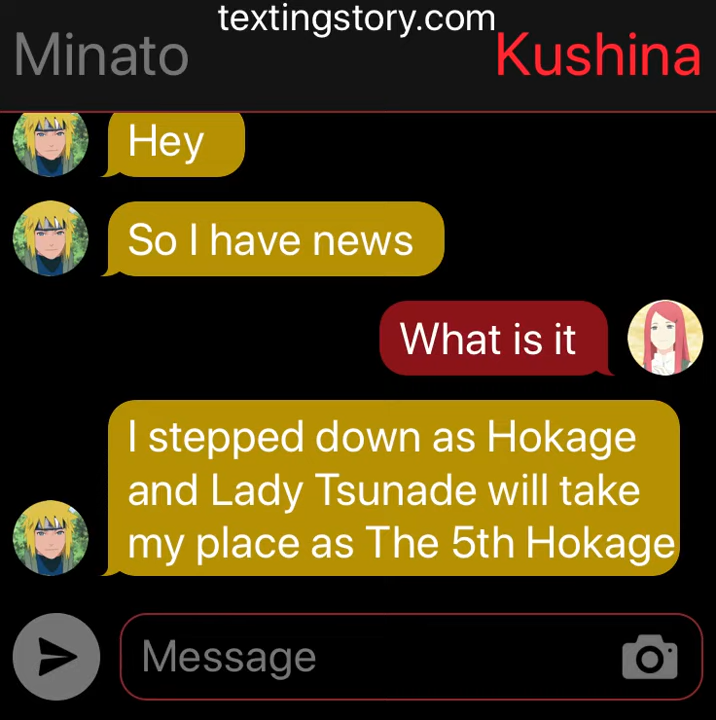 textingstory.com
Minato
Kushina
Hey
So I have news
What is it
I stepped down as Hokage
and Lady Tsunade will take
my place as The 5th Hokage
Message